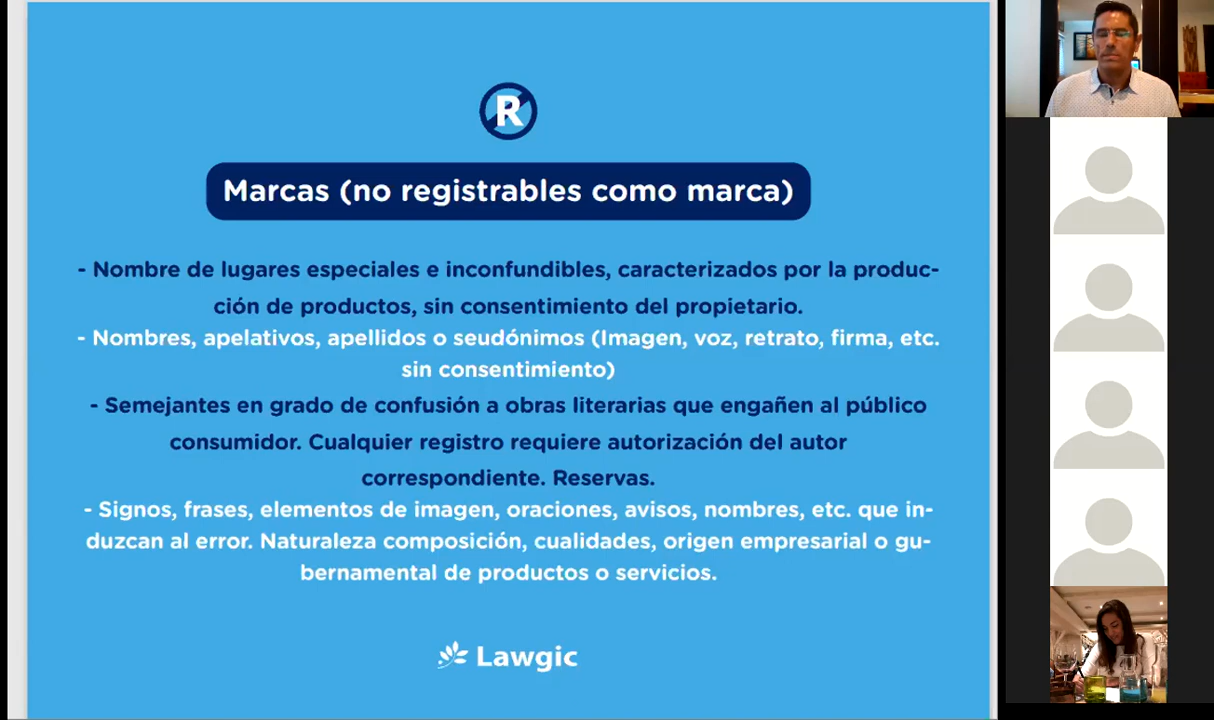 R
Marcas (no registrables como marca)
- Nombre de lugares especiales e inconfundibles, caracterizados por la produc-
ción de productos, sin consentimiento del propietario.
- Nombres, apelativos, apellidos o seudónimos (Imagen, voz, retrato, firma, etc.
sin consentimiento)
- Semejantes en grado de confusión a obras literarias que engañen al público
consumidor. Cualquier registro requiere autorización del autor
correspondiente. Reservas.
- Signos, frases, elementos de imagen, oraciones, avisos, nombres, etc. que in-
duzcan al error. Naturaleza composición, cualidades, origen empresarial o gu-
bernamental de productos o servicios.
Lawgic